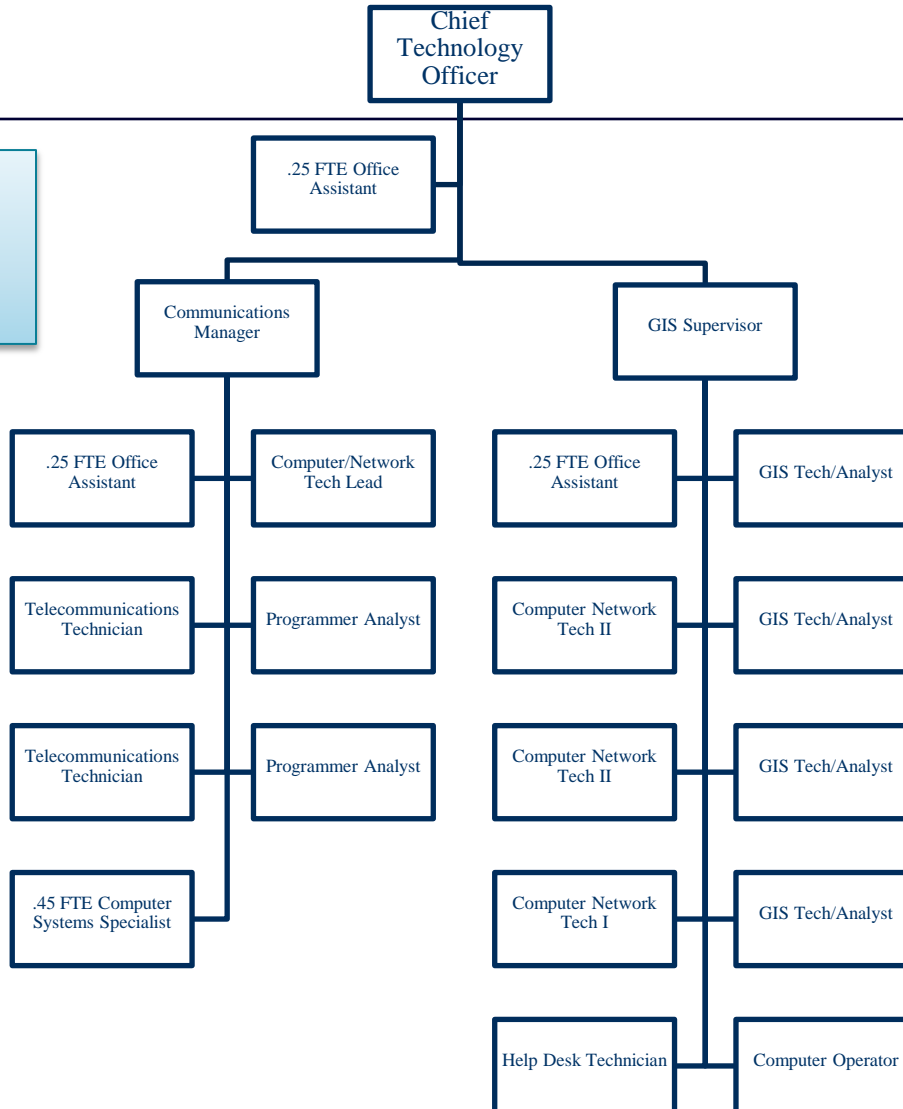 Chief
Technology
Officer
.25 FTE Office
Assistant
Communications
Manager
GIS Supervisor
.25 FTE Office
Assistant
Computer/Network
Tech Lead
.25 FTE Office
Assistant
GIS Tech/Analyst
Telecommunications
Technician
Programmer Analyst
Computer Network
Tech II
GIS Tech/Analyst
Telecommunications
Technician
Programmer Analyst
Computer Network
Tech II
GIS Tech/Analyst
.45 FTE Computer
Systems Specialist
Computer Network
Tech I
GIS Tech/Analyst
Help Desk Technician
Computer Operator